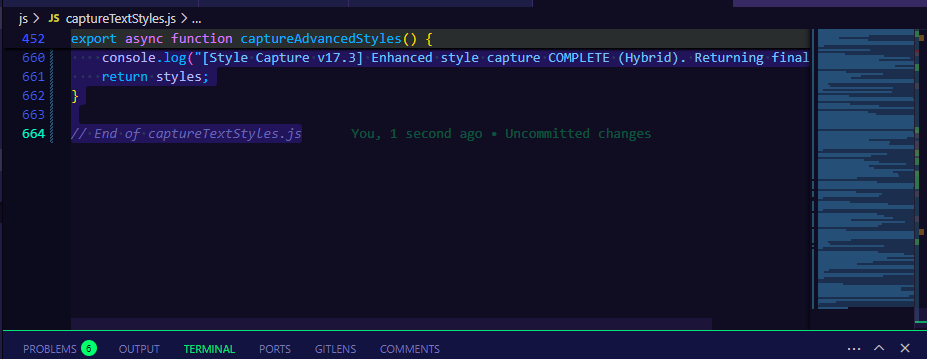 js > JS captureTextStyles.js > ...
452 export async function captureAdvancedStyles() {
660 console.log("[Style Capture v17.3] Enhanced style capture COMPLETE (Hybrid). Returning final
661 return styles;
662 }
663
664 // End of captureTextStyles.js You, 1 second ago • Uncommitted changes
PROBLEMS 6 OUTPUT TERMINAL PORTS GITLENS COMMENTS